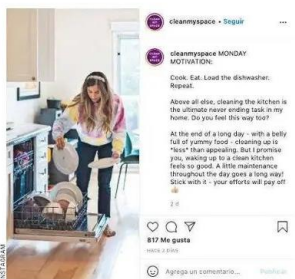 cleanmyspace • Seguir
cleanmyspace MONDAY
MOTIVATION:
Cook. Eat. Load the dishwasher.
Repeat.
Above all else, cleaning the kitchen is
the ultimate never ending task in my
home. Do you feel this way too?
At the end of a long day - with a belly
full of yummy food - cleaning up is
*less* than appealing. But I promise
you, waking up to a clean kitchen
feels so good. A little maintenance
throughout the day goes a long way!
Stick with it - your efforts will pay off
817 Me gusta
Agrega un comentario...
Publicar
INSTAGRAM